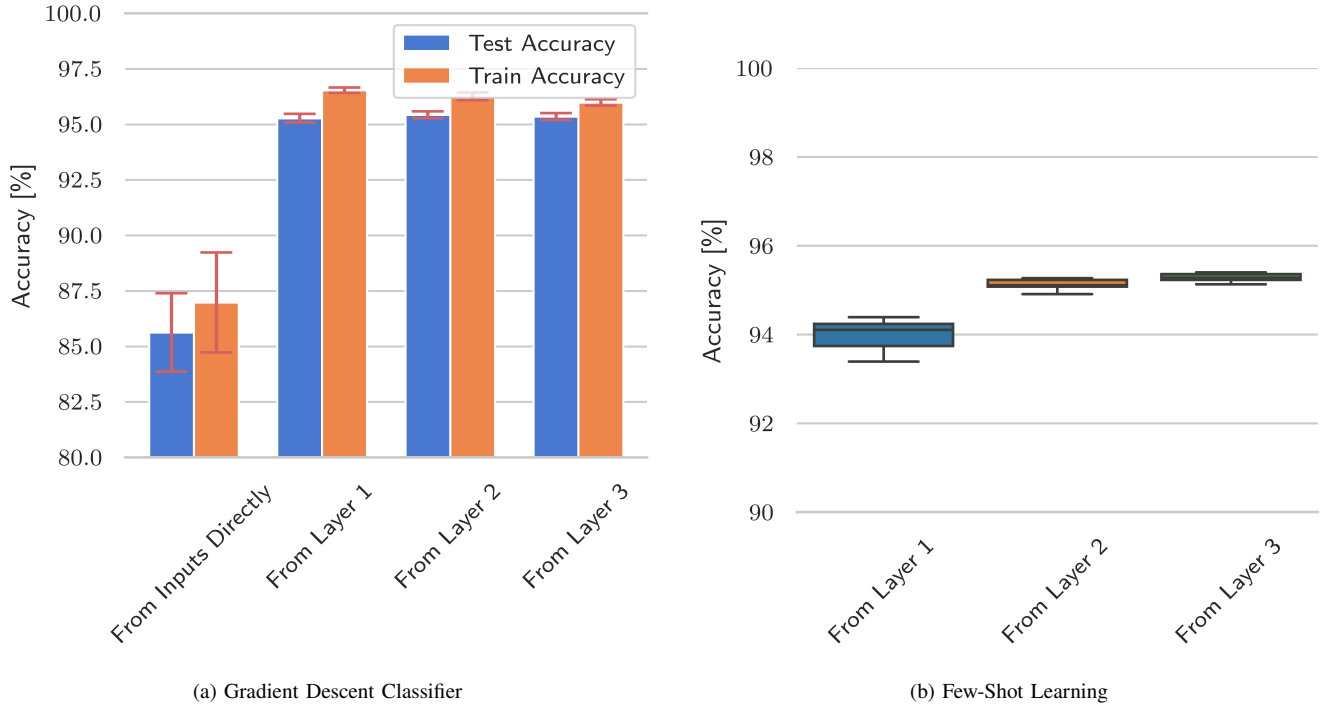 100.0
97.5
95.0
92.5
90.0
87.5
85.0
82.5
80.0
Accuracy [%]
Test Accuracy
Train Accuracy
From Inputs Directly
From Layer 1
From Layer 2
From Layer 3
(a) Gradient Descent Classifier
100
98
96
94
92
90
Accuracy [%]
From Layer 1
From Layer 2
From Layer 3
(b) Few-Shot Learning